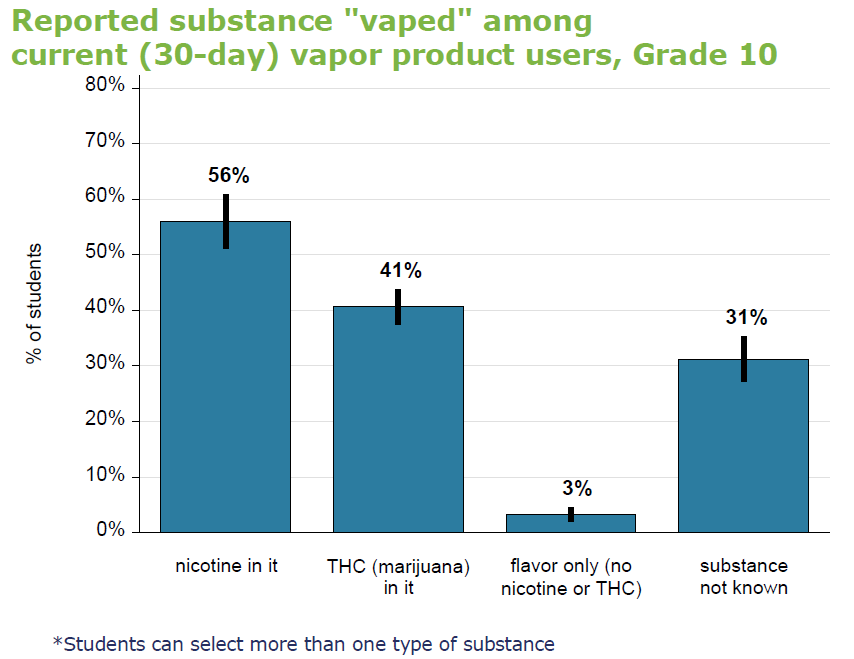 Reported substance "vaped" among
current (30-day) vapor product users, Grade 10
80%
70%
60%
50%
40%
30%
20%
10%
0%
% of students
56%
41%
3%
31%
nicotine in it
THC (marijuana)
in it
flavor only (no
nicotine or THC)
substance
not known
*Students can select more than one type of substance